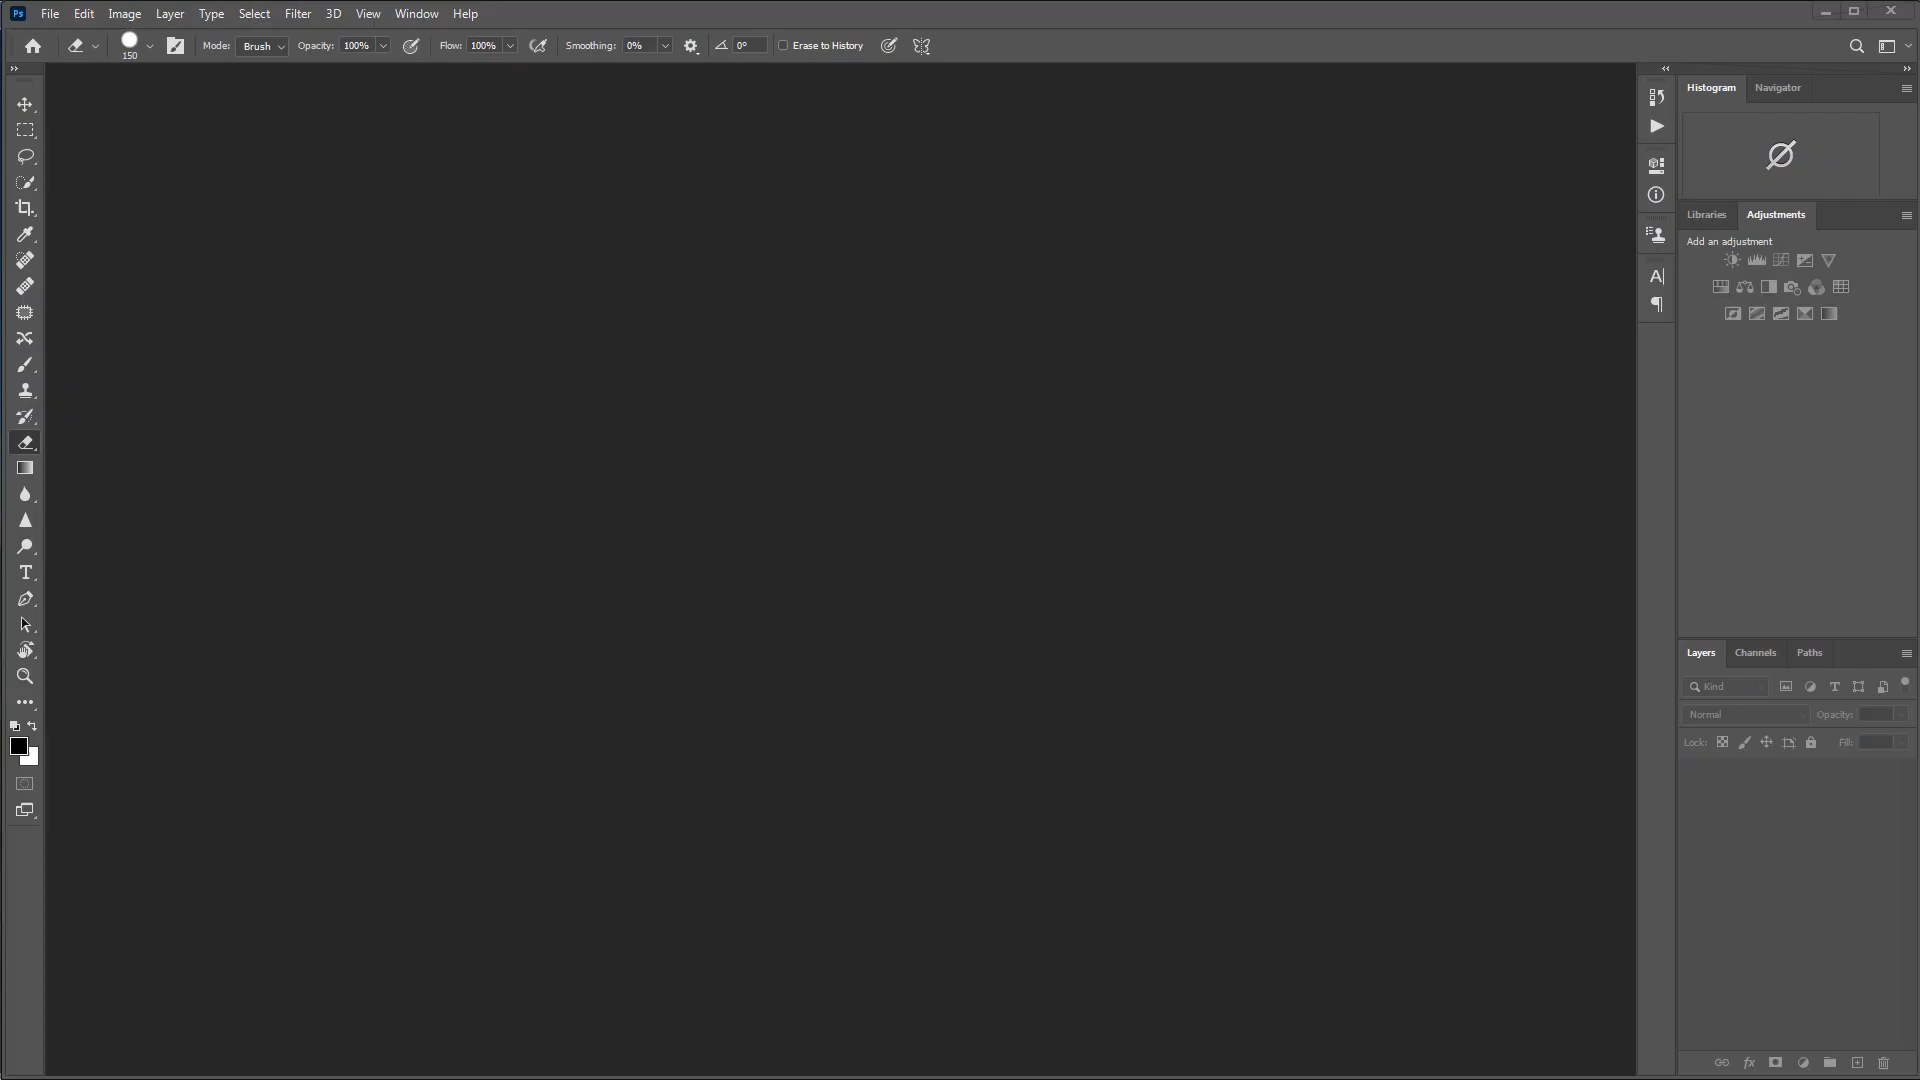 Ps File Edit Image Layer Type Select Filter 3D View Window Help
150 Mode: Brush Opacity: 100% Flow: 100% Smoothing: 0% 0° Erase to History
Histogram Navigator
Libraries Adjustments
Add an adjustment
Layers Channels Paths
Kind
Normal Opacity:
Lock: Fill: